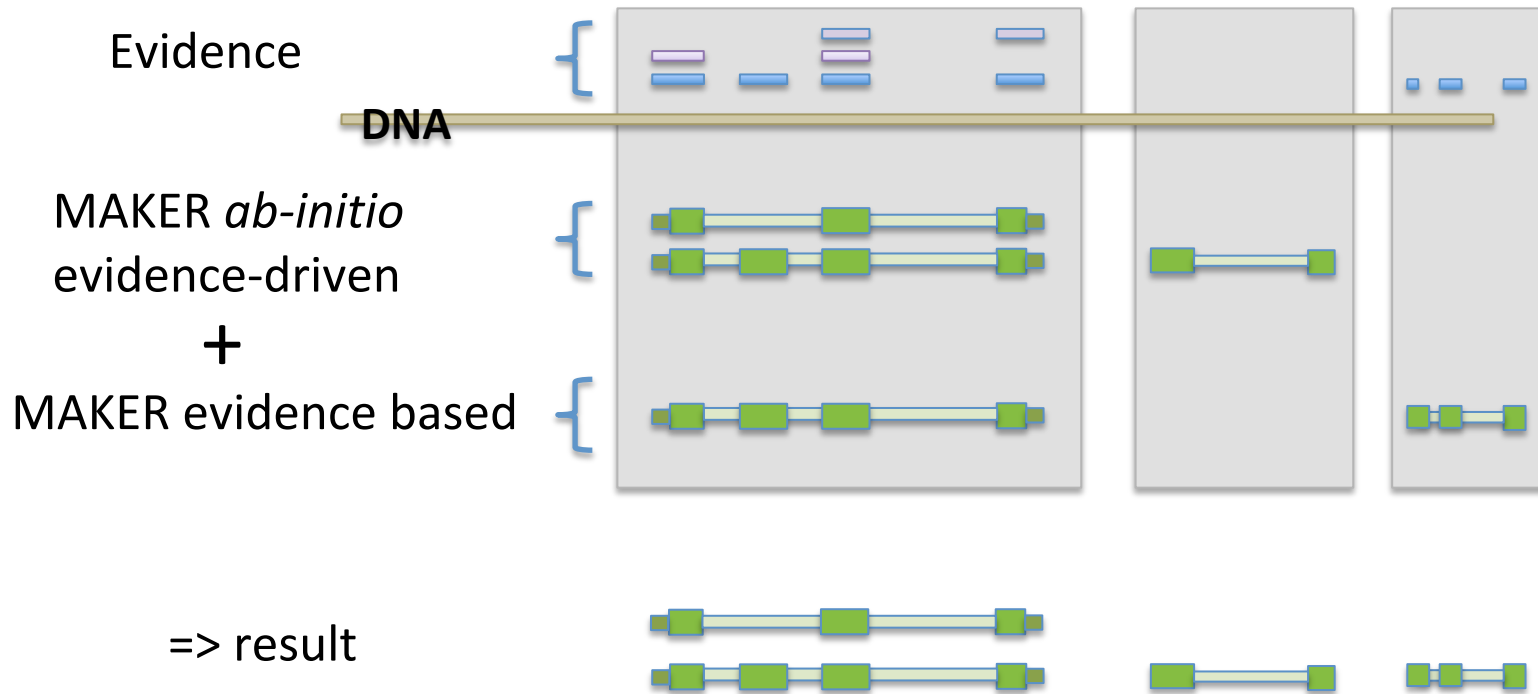 Evidence
DNA
MAKER ab-initio
evidence-driven
+
MAKER evidence based
=> result